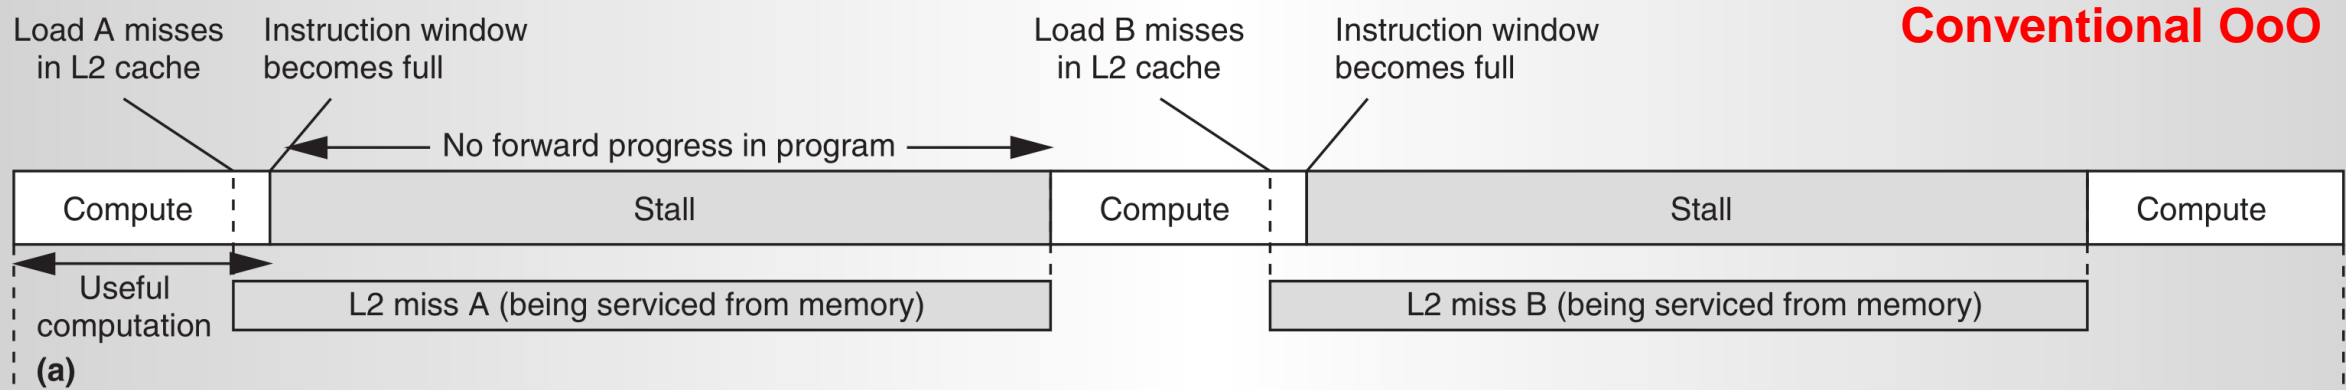 Load A misses
in L2 cache
Instruction window
becomes full
Load B misses
in L2 cache
Instruction window
becomes full
Conventional OoO
No forward progress in program
Compute
Stall
Compute
Stall
Compute
Useful
computation
L2 miss A (being serviced from memory)
L2 miss B (being serviced from memory)
(a)